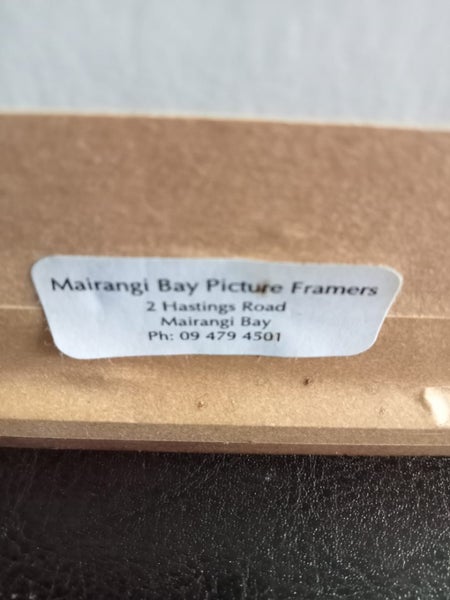 Mairangi Bay Picture Framers
2 Hastings Road
Mairangi Bay
Ph: 09 479 4501